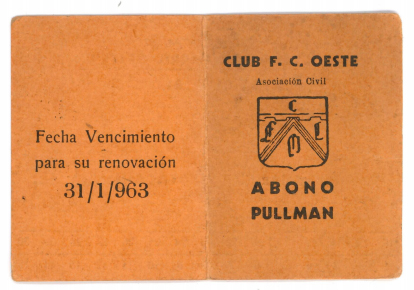 Fecha Vencimiento
para su renovación
31/1/963
CLUB F. C. OESTE
Asociación Civil
C
F L
M
ABONO
PULLMAN